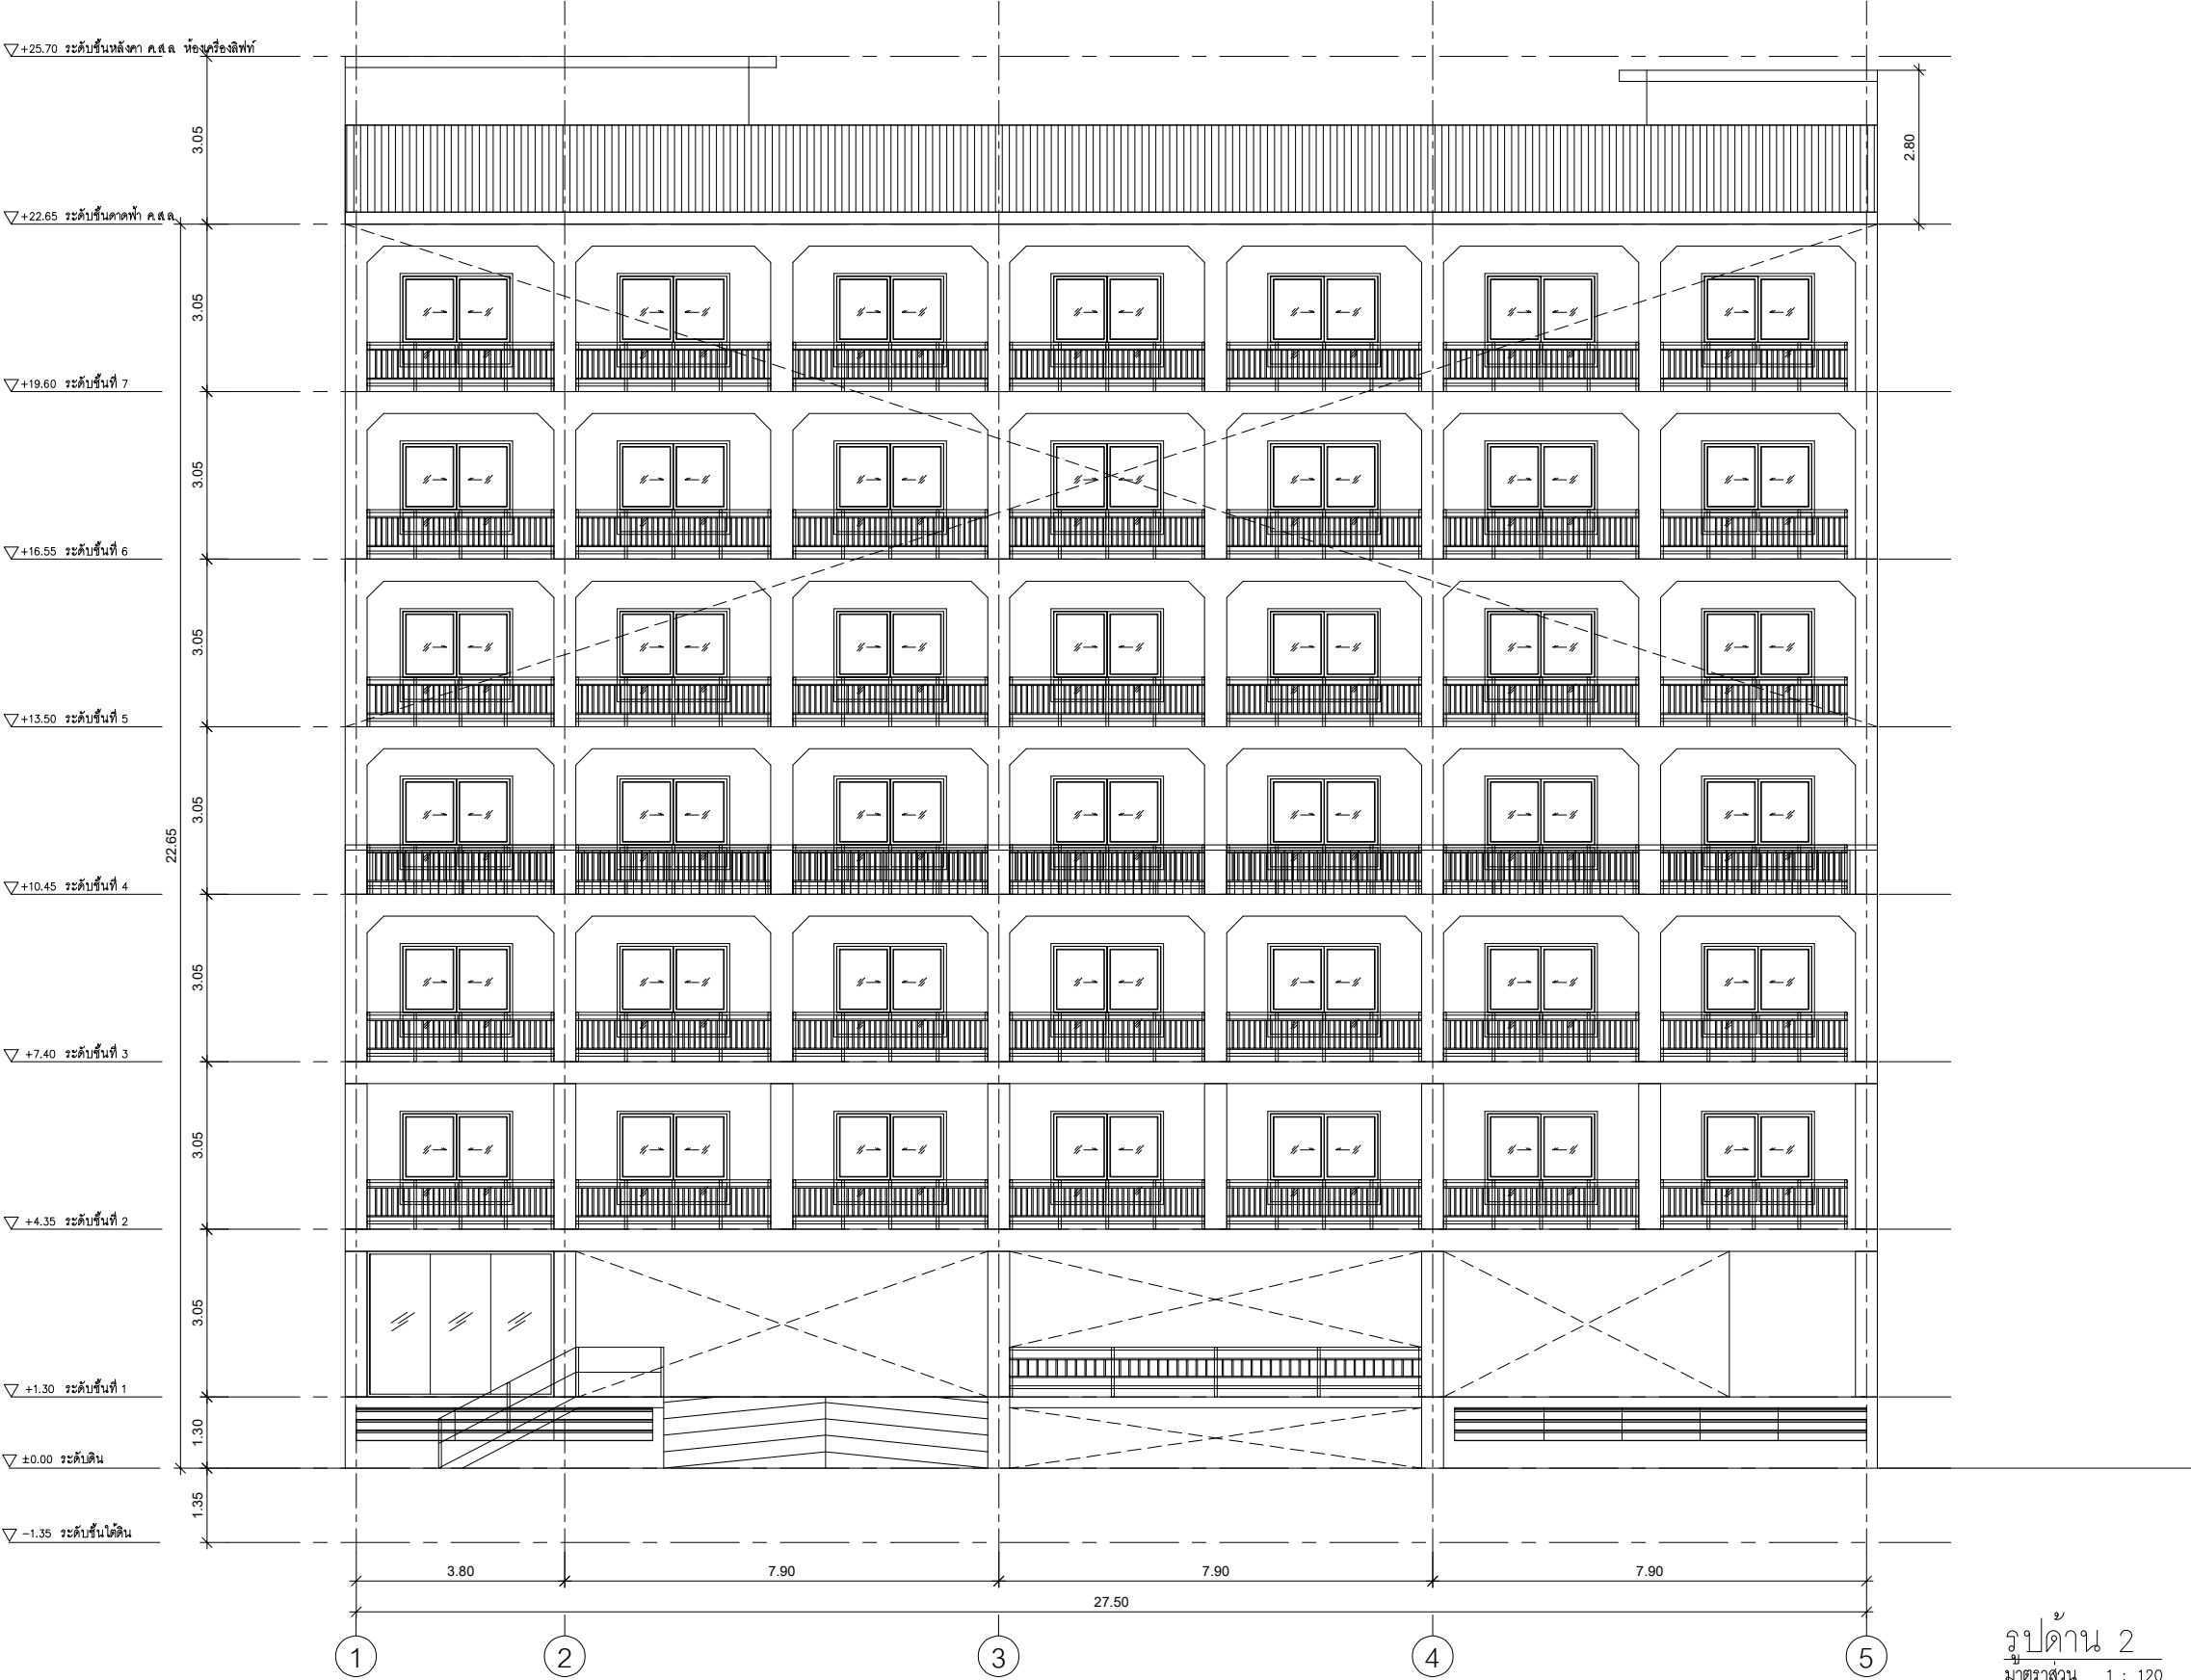 +25.70 ระดับชั้นหลังคา ค.ส.ล. ห้องเครื่องลิฟท์
3.05
2.80
+22.65 ระดับชั้นดาดฟ้า ค.ส.ล.
3.05
+19.60 ระดับชั้นที่ 7
3.05
+16.55 ระดับชั้นที่ 6
3.05
+13.50 ระดับชั้นที่ 5
3.05
22.65
+10.45 ระดับชั้นที่ 4
3.05
+7.40 ระดับชั้นที่ 3
3.05
+4.35 ระดับชั้นที่ 2
3.05
+1.30 ระดับชั้นที่ 1
1.30
±0.00 ระดับดิน
1.35
-1.35 ระดับชั้นใต้ดิน
3.80 7.90 7.90 7.90
27.50
1 2 3 4 5
รูปด้าน 2
มาตราส่วน 1 : 120